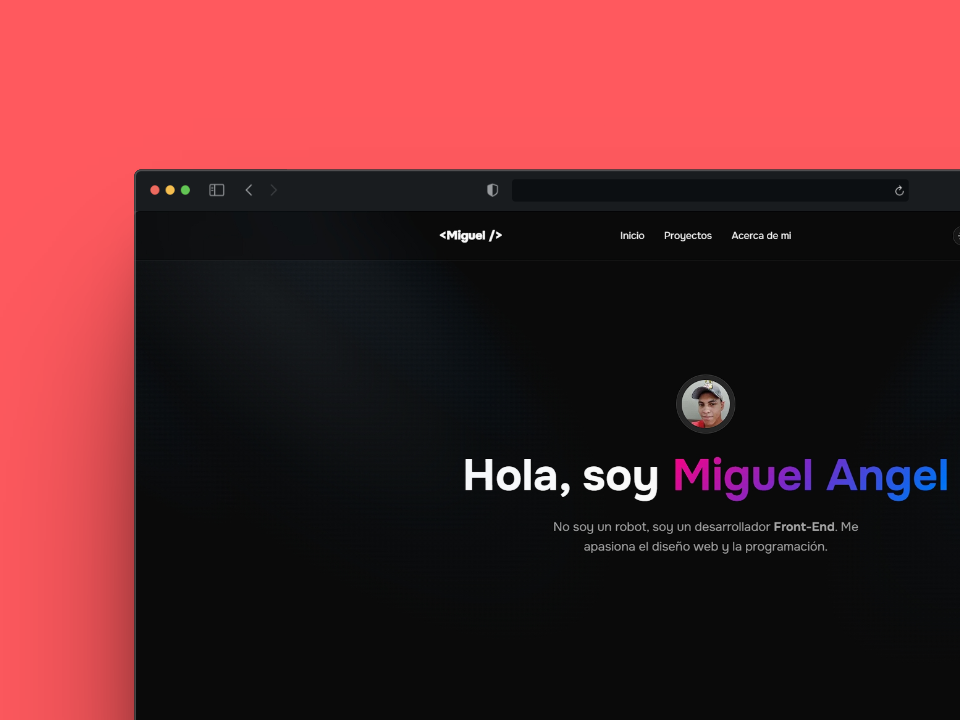 <Miguel />
Inicio Proyectos Acerca de mi
Hola, soy Miguel Angel
No soy un robot, soy un desarrollador Front-End. Me
apasiona el diseño web y la programación.